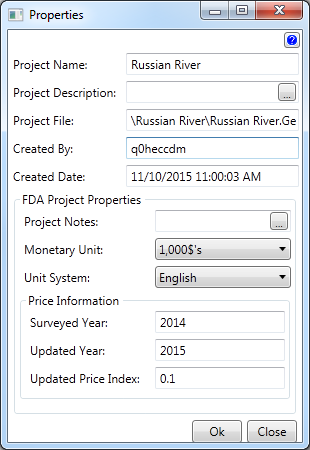 Properties
Project Name: Russian River
Project Description: ...
Project File: \Russian River\Russian River.Ge
Created By: q0heccdm
Created Date: 11/10/2015 11:00:03 AM
FDA Project Properties
Project Notes: ...
Monetary Unit: 1,000$'s
Unit System: English
Price Information
Surveyed Year: 2014
Updated Year: 2015
Updated Price Index: 0.1
Ok Close